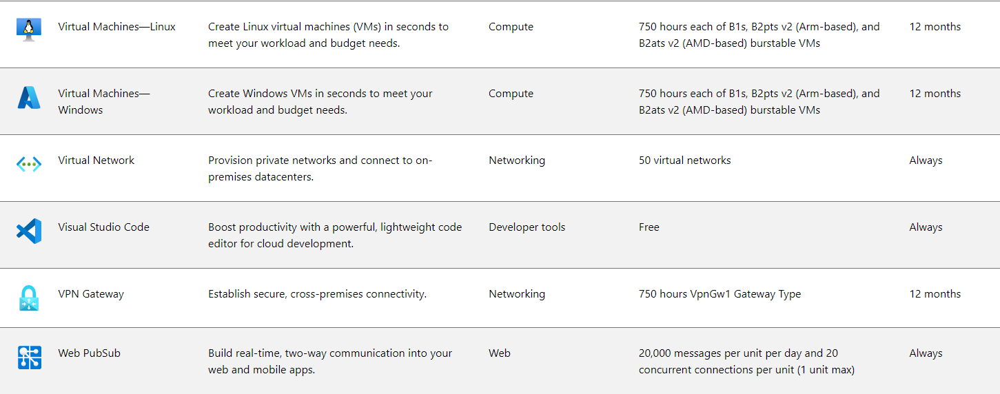 Virtual Machines—Linux
Create Linux virtual machines (VMs) in seconds to
meet your workload and budget needs.
Compute
750 hours each of B1s, B2pts v2 (Arm-based), and
B2ats v2 (AMD-based) burstable VMs
12 months
Virtual Machines—
Windows
Create Windows VMs in seconds to meet your
workload and budget needs.
Compute
750 hours each of B1s, B2pts v2 (Arm-based), and
B2ats v2 (AMD-based) burstable VMs
12 months
Virtual Network
Provision private networks and connect to on-
premises datacenters.
Networking
50 virtual networks
Always
Visual Studio Code
Boost productivity with a powerful, lightweight code
editor for cloud development.
Developer tools
Free
Always
VPN Gateway
Establish secure, cross-premises connectivity.
Networking
750 hours VpnGw1 Gateway Type
12 months
Web PubSub
Build real-time, two-way communication into your
web and mobile apps.
Web
20,000 messages per unit per day and 20
concurrent connections per unit (1 unit max)
Always